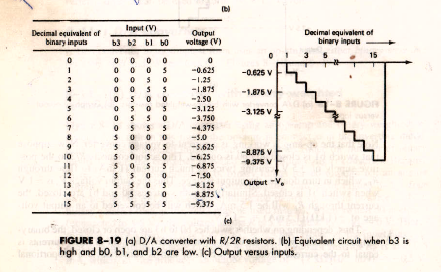 (b)
Decimal equivalent of binary inputs
Input (V)
b3 b2 b1 b0
Output voltage (V)
0 0 0 0 0 0
1 0 0 0 5 -0.625
2 0 0 5 0 -1.25
3 0 0 5 5 -1.875
4 0 5 0 0 -2.50
5 0 5 0 5 -3.125
6 0 5 5 0 -3.750
7 0 5 5 5 -4.375
8 5 0 0 0 -5.0
9 5 0 0 5 -5.625
10 5 0 5 0 -6.25
11 5 0 5 5 -6.875
12 5 5 0 0 -7.50
13 5 5 0 5 -8.125
14 5 5 5 0 -8.875
15 5 5 5 5 -9.375
Decimal equivalent of
binary inputs
0 1 3 5 15
-0.625 V
-1.875 V
-3.125 V
-8.875 V
-9.375 V
Output -Vo
(c)
FIGURE 8-19 (a) D/A converter with R/2R resistors. (b) Equivalent circuit when b3 is
high and b0, b1, and b2 are low. (c) Output versus inputs.